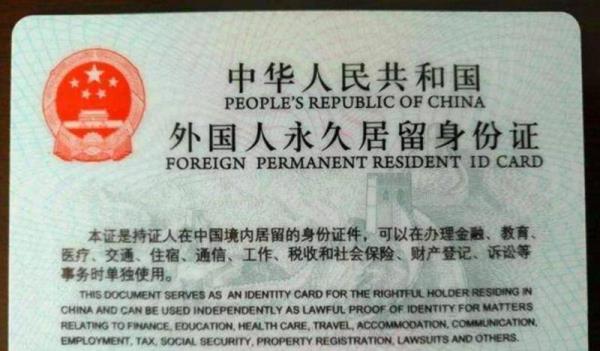 中华人民共和国
PEOPLE'S REPUBLIC OF CHINA
外国人永久居留身份证
FOREIGN PERMANENT RESIDENT ID CARD
本证是持证人在中国境内居留的身份证件，可以在办理金融、教育、
医疗、交通、住宿、通信、工作、税收和社会保险、财产登记、诉讼等
事务时单独使用。
THIS DOCUMENT SERVES AS AN IDENTITY CARD FOR THE RIGHTFUL HOLDER RESIDING IN
CHINA AND CAN BE USED INDEPENDENTLY AS LAWFUL PROOF OF IDENTITY FOR MATTERS
RELATING TO FINANCE, EDUCATION, HEALTH CARE, TRAVEL, ACCOMMODATION, COMMUNICATION,
EMPLOYMENT, TAX, SOCIAL SECURITY, PROPERTY REGISTRATION, LAWSUITS AND OTHERS.